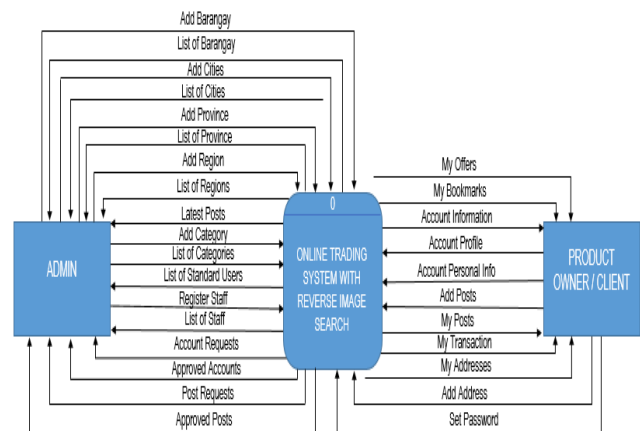 Add Barangay
List of Barangay
Add Cities
List of Cities
Add Province
List of Province
Add Region
List of Regions
Latest Posts
Add Category
List of Categories
List of Standard Users
Register Staff
List of Staff
Account Requests
Approved Accounts
Post Requests
Approved Posts
ADMIN
0
ONLINE TRADING
SYSTEM WITH
REVERSE IMAGE
SEARCH
My Offers
My Bookmarks
Account Information
Account Profile
Account Personal Info
Add Posts
My Posts
My Transaction
My Addresses
Add Address
Set Password
PRODUCT
OWNER / CLIENT